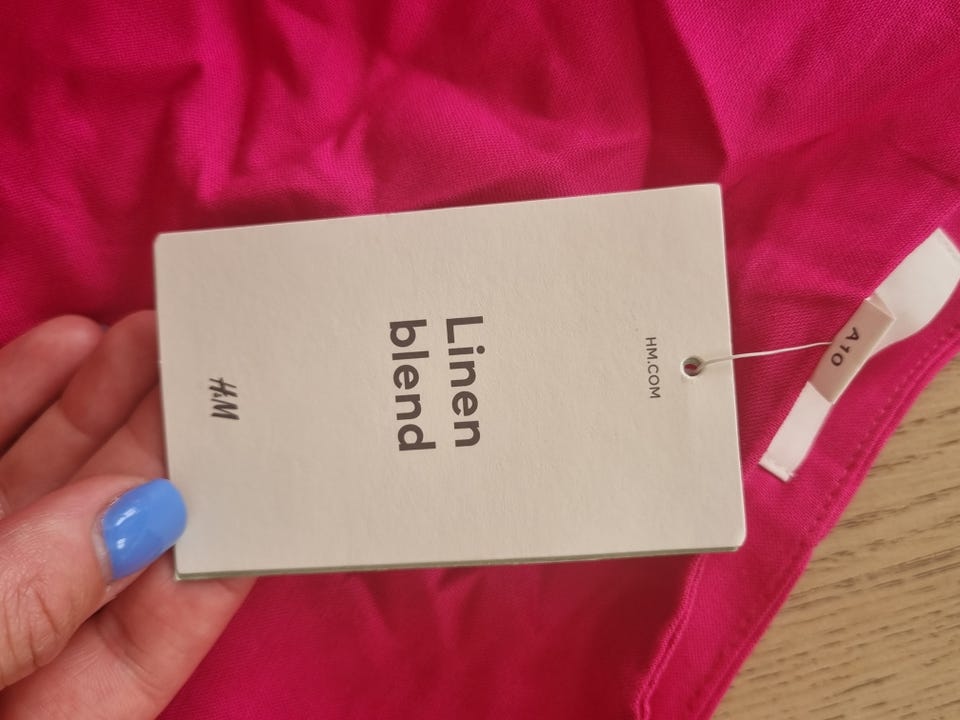 HM.COM
Linen
blend
H&M
A10